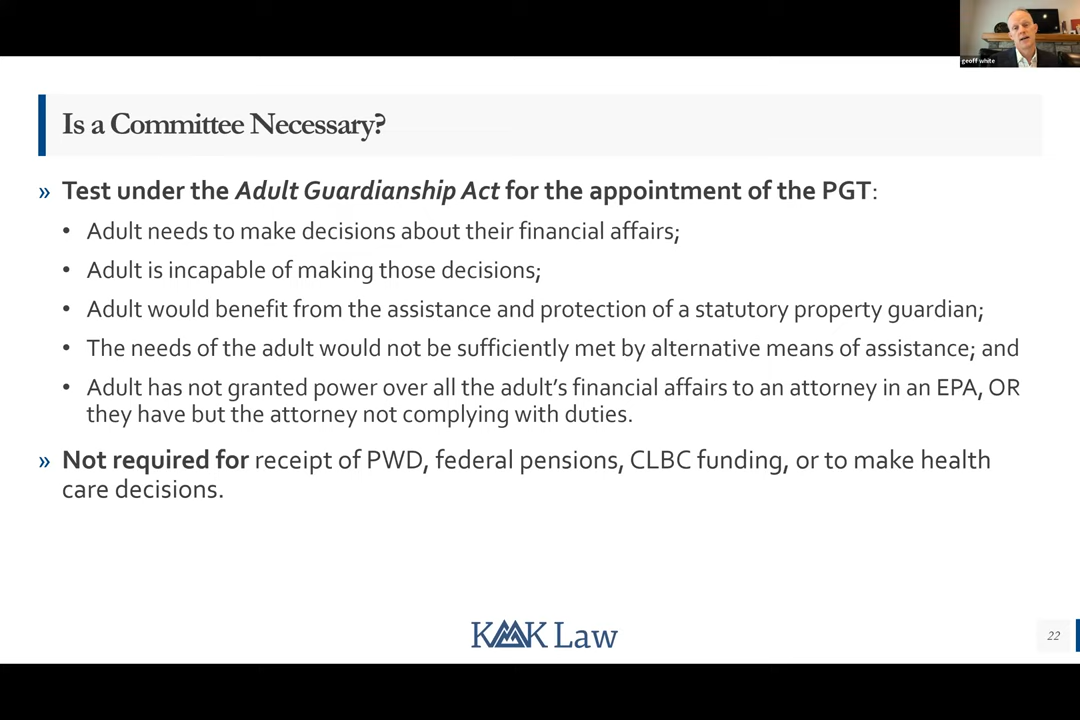 geoff white
Is a Committee Necessary?
» Test under the Adult Guardianship Act for the appointment of the PGT:
• Adult needs to make decisions about their financial affairs;
• Adult is incapable of making those decisions;
• Adult would benefit from the assistance and protection of a statutory property guardian;
• The needs of the adult would not be sufficiently met by alternative means of assistance; and
• Adult has not granted power over all the adult’s financial affairs to an attorney in an EPA, OR
they have but the attorney not complying with duties.
» Not required for receipt of PWD, federal pensions, CLBC funding, or to make health
care decisions.
KMK Law
22